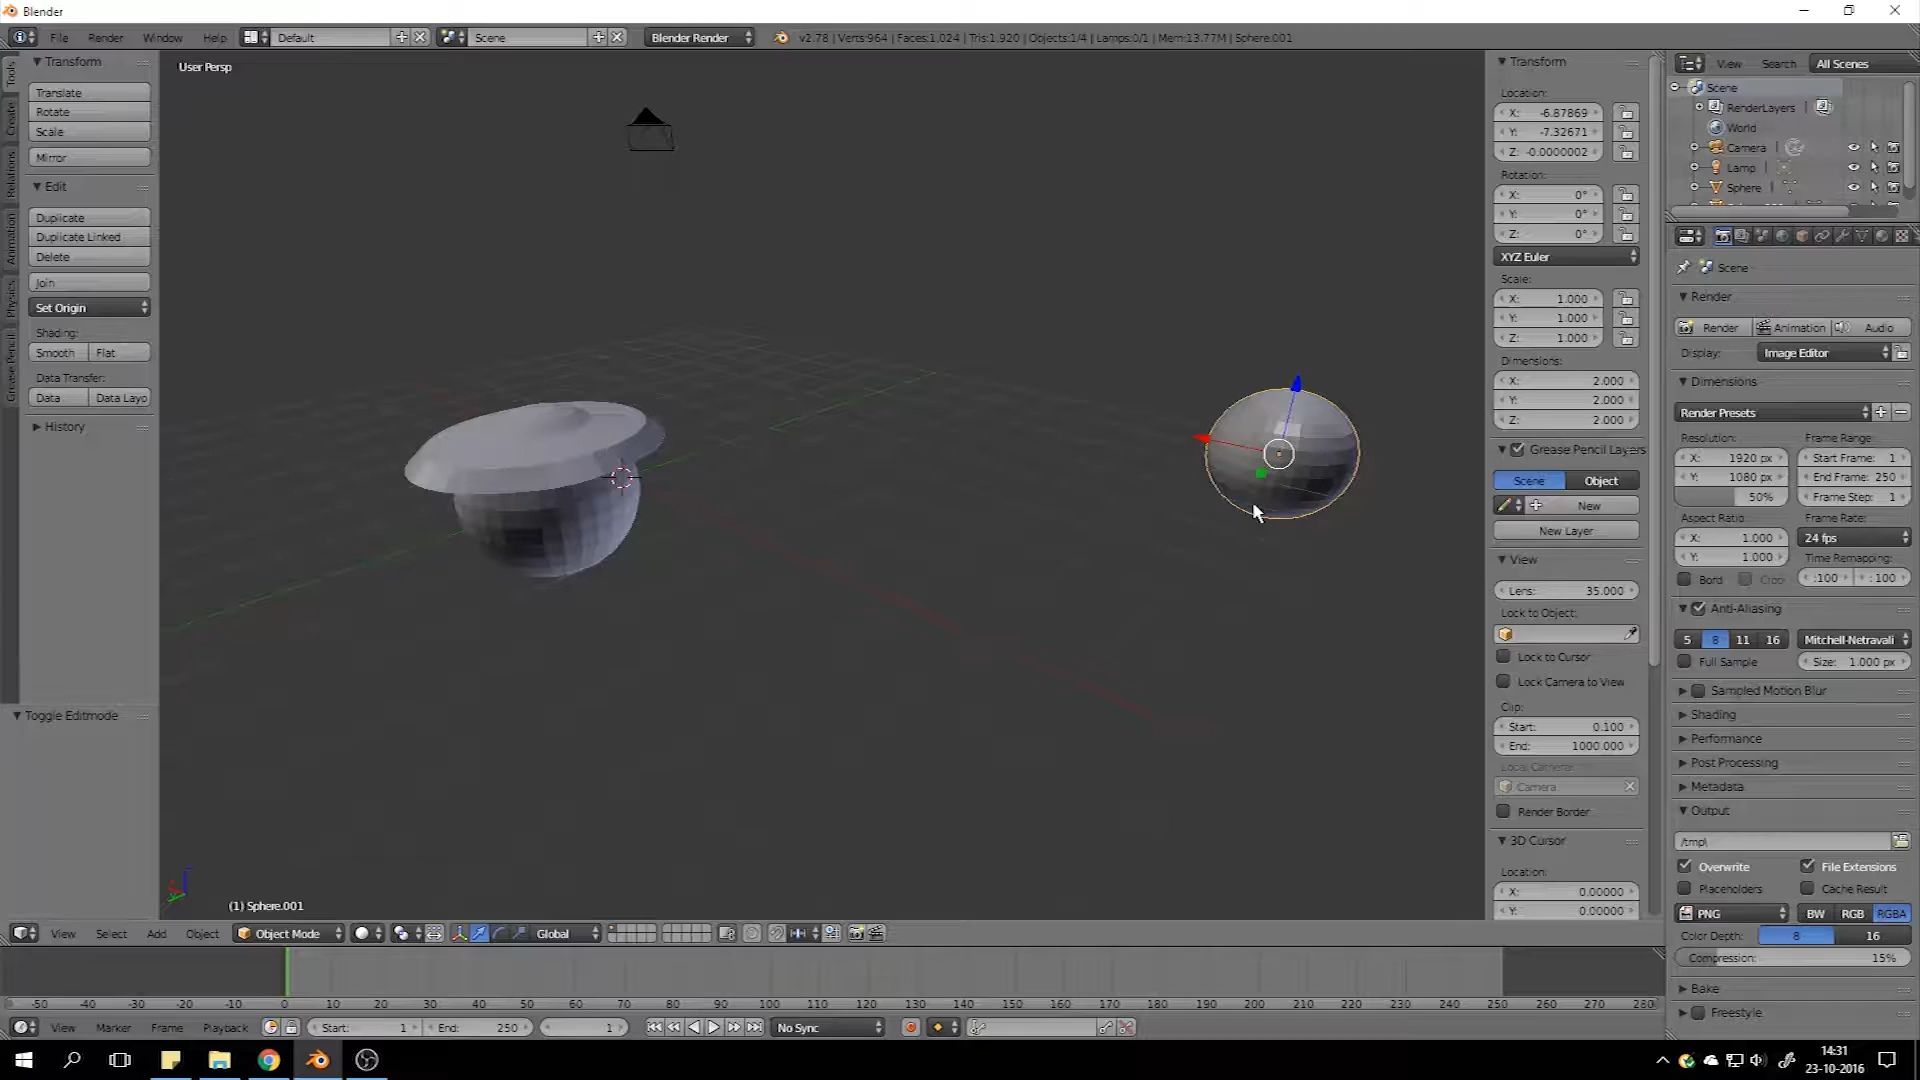 Blender
File Render Window Help Default Scene Blender Render v2.78 | Verts:964 | Faces:1,024 | Tris:1,920 | Objects:1/4 | Lamps:0/1 | Mem:13.77M | Sphere.001
Tools
Create
Relations
Animation
Physics
Grease Pencil
Transform
Translate
Rotate
Scale
Mirror
Edit
Duplicate
Duplicate Linked
Delete
Join
Set Origin
Shading:
Smooth Flat
Data Transfer:
Data Data Layo
History
Toggle Editmode
User Persp
(1) Sphere.001
Transform
Location:
X: -6.87869
Y: -7.32671
Z: -0.0000002
Rotation:
X: 0°
Y: 0°
Z: 0°
XYZ Euler
Scale:
X: 1.000
Y: 1.000
Z: 1.000
Dimensions:
X: 2.000
Y: 2.000
Z: 2.000
Grease Pencil Layers
Scene Object
New
New Layer
View
Lens: 35.000
Lock to Object:
Lock to Cursor
Lock Camera to View
Clip:
Start: 0.100
End: 1000.000
Local Camera:
Camera
Render Border
3D Cursor
Location:
X: 0.00000
Y: 0.00000
View Search All Scenes
Scene
RenderLayers
World
Camera
Lamp
Sphere
Scene
Render
Render Animation Audio
Display: Image Editor
Dimensions
Render Presets
Resolution: Frame Range:
X: 1920 px Start Frame: 1
Y: 1080 px End Frame: 250
50% Frame Step: 1
Aspect Ratio: Frame Rate:
X: 1.000 24 fps
Y: 1.000 Time Remapping:
Bord Crop :100 :100
Anti-Aliasing
5 8 11 16 Mitchell-Netravali
Full Sample Size: 1.000 px
Sampled Motion Blur
Shading
Performance
Post Processing
Metadata
Output
/tmp\
Overwrite File Extensions
Placeholders Cache Result
PNG BW RGB RGBA
Color Depth: 8 16
Compression: 15%
Bake
Freestyle
View Select Add Object Object Mode Global
-50 -40 -30 -20 -10 0 10 20 30 40 50 60 70 80 90 100 110 120 130 140 150 160 170 180 190 200 210 220 230 240 250 260 270 280
View Marker Frame Playback Start: 1 End: 250 1 No Sync
14:31
23-10-2016